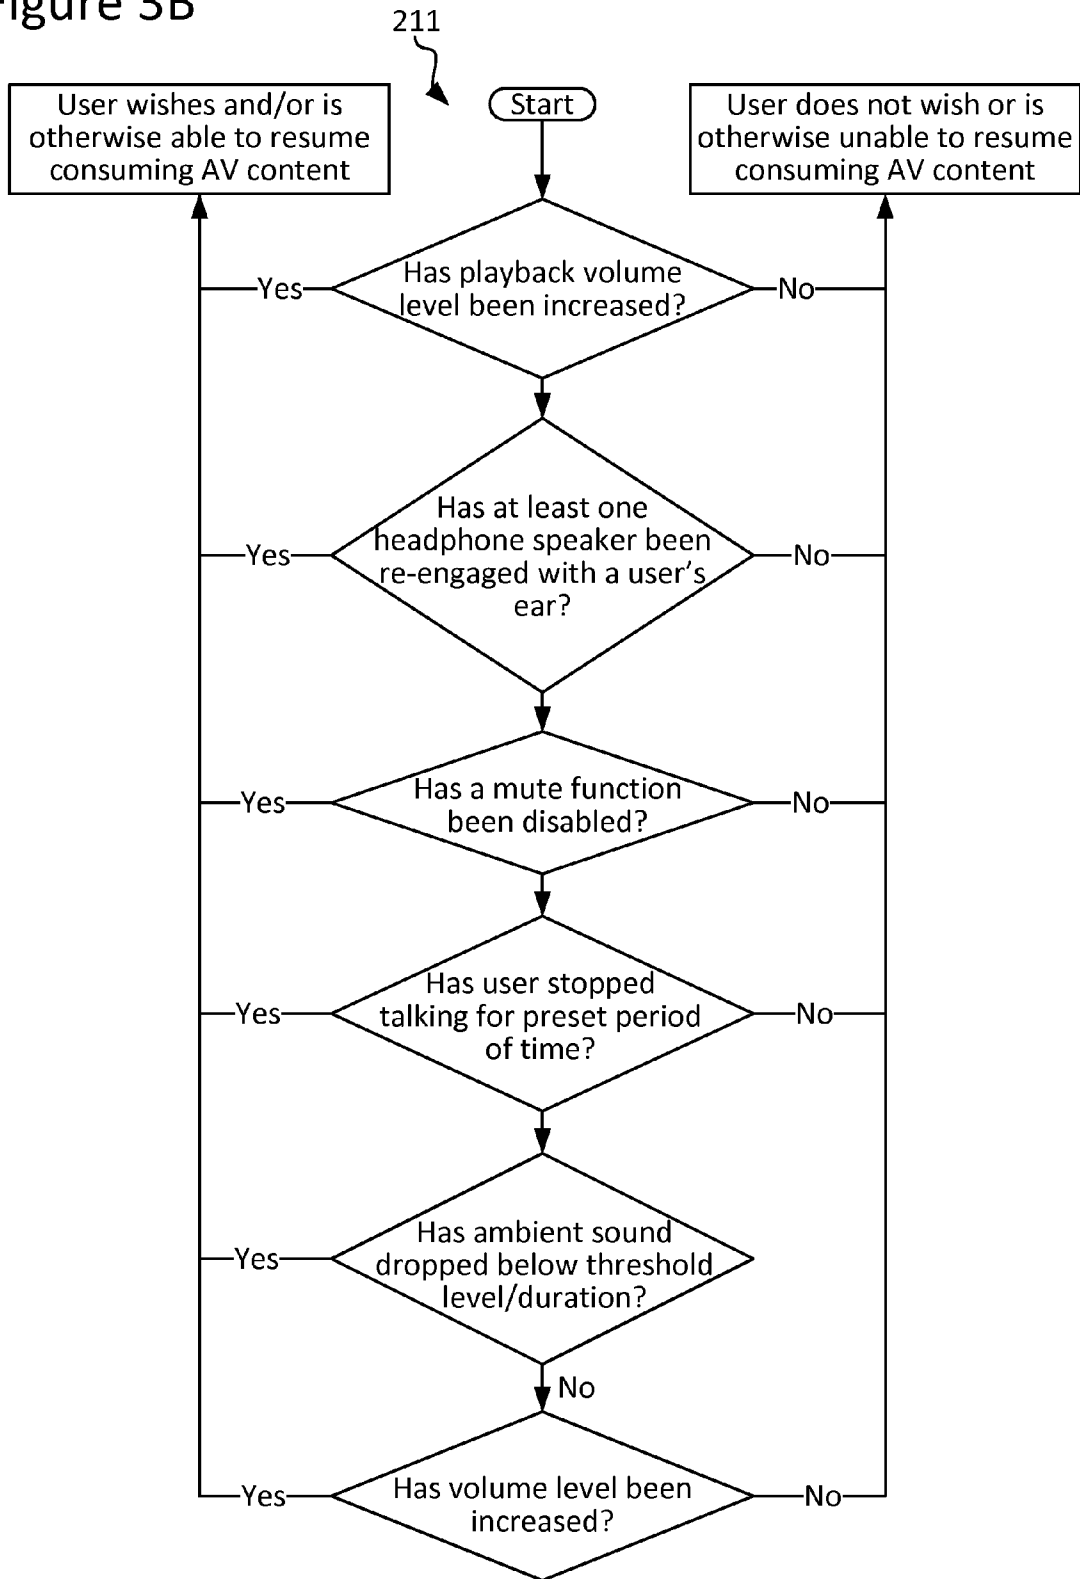 Figure 3B
211
Start
User wishes and/or is
otherwise able to resume
consuming AV content
User does not wish or is
otherwise unable to resume
consuming AV content
Has playback volume
level been increased?
Yes
No
Has at least one
headphone speaker been
re-engaged with a user’s
ear?
Yes
No
Has a mute function
been disabled?
Yes
No
Has user stopped
talking for preset period
of time?
Yes
No
Has ambient sound
dropped below threshold
level/duration?
Yes
No
Has volume level been
increased?
Yes
No